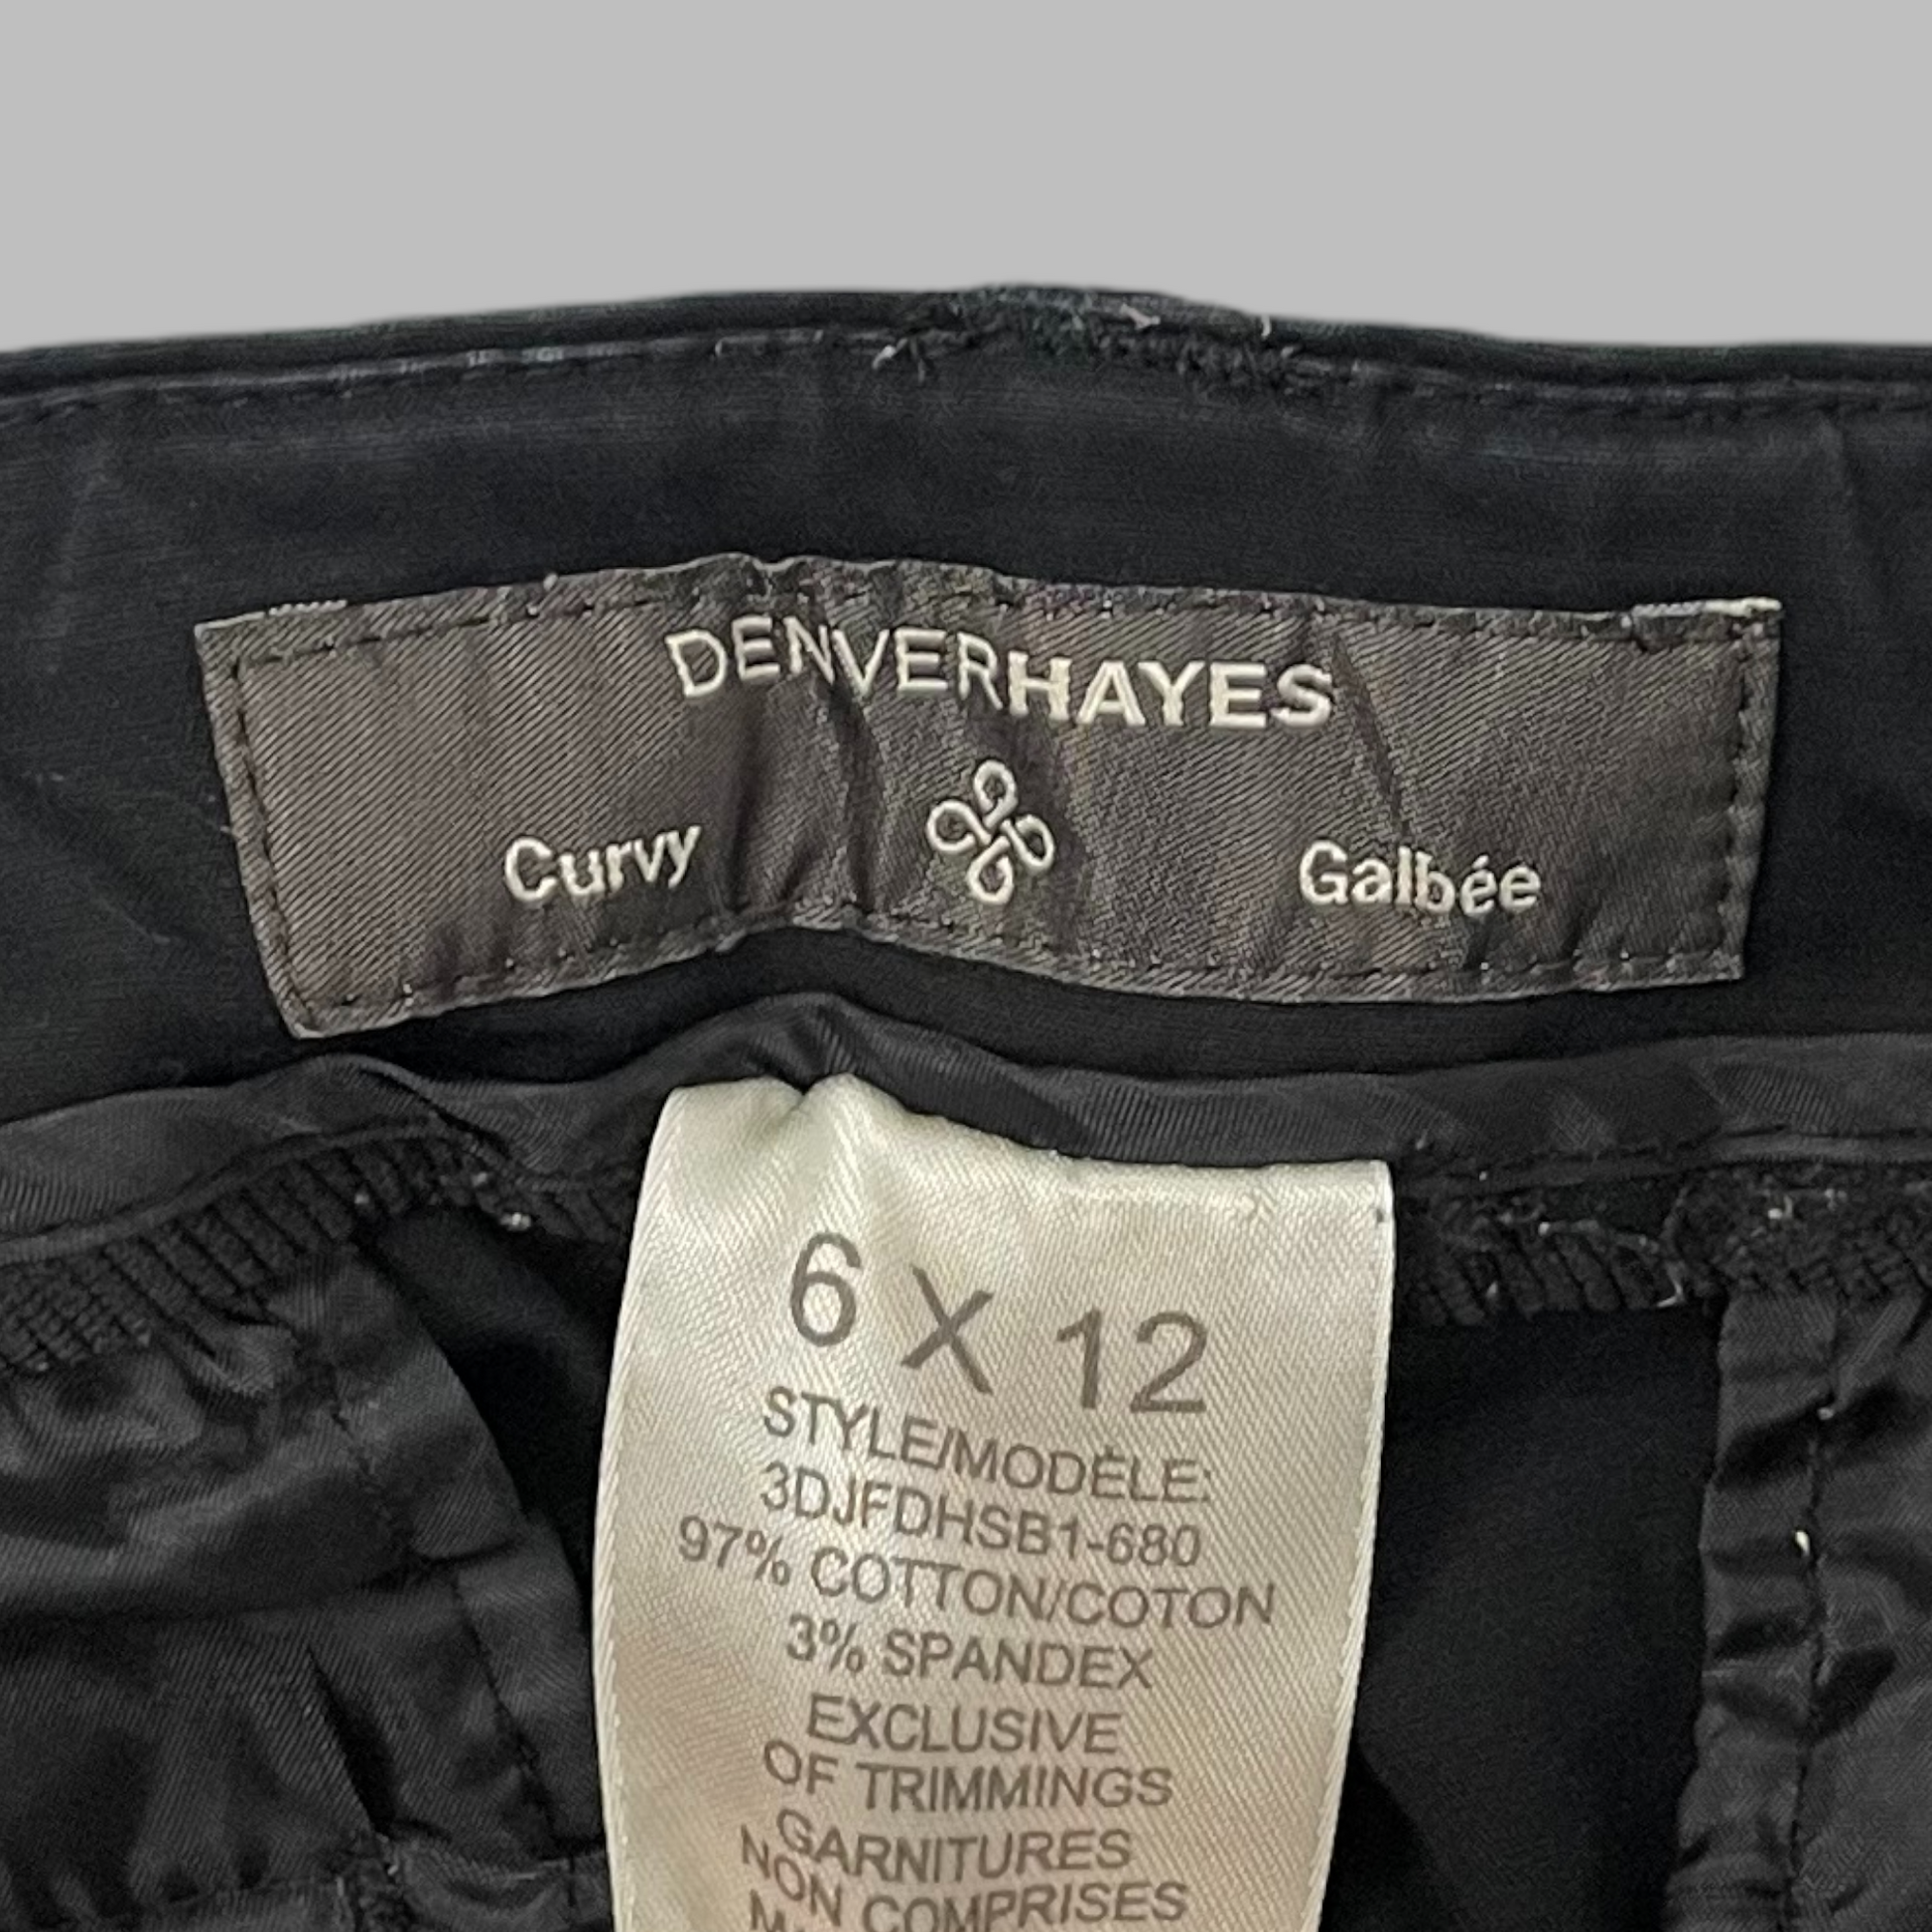 DENVERHAYES
Curvy Galbée
6 X 12
STYLE/MODÈLE:
3DJFDHSB1-680
97% COTTON/COTON
3% SPANDEX
EXCLUSIVE
OF TRIMMINGS
GARNITURES
NON COMPRISES